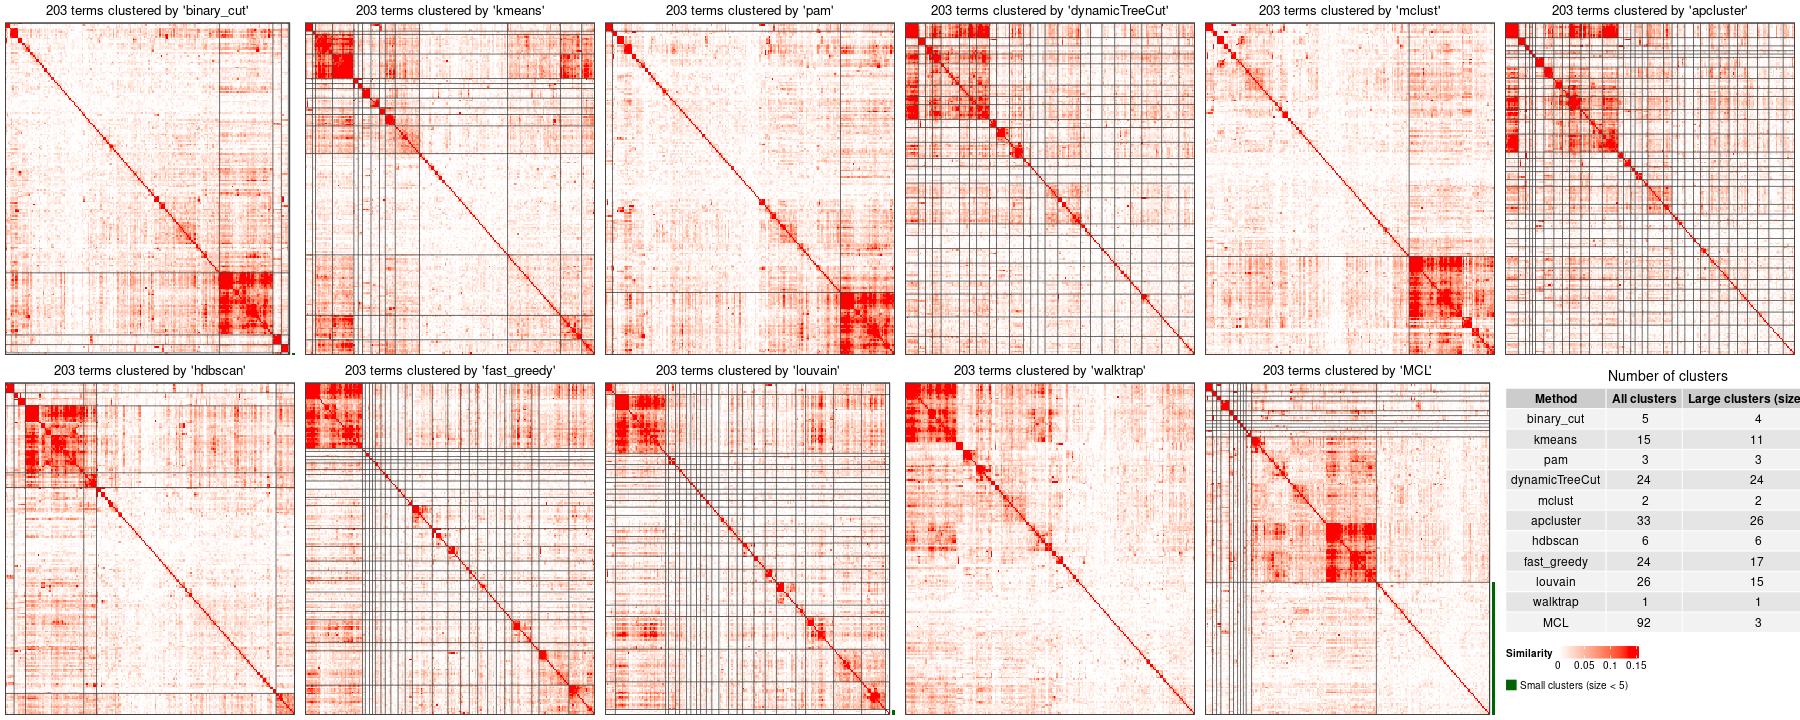 203 terms clustered by 'binary_cut'
203 terms clustered by 'kmeans'
203 terms clustered by 'pam'
203 terms clustered by 'dynamicTreeCut'
203 terms clustered by 'mclust'
203 terms clustered by 'apcluster'
203 terms clustered by 'hdbscan'
203 terms clustered by 'fast_greedy'
203 terms clustered by 'louvain'
203 terms clustered by 'walktrap'
203 terms clustered by 'MCL'
Number of clusters
Method All clusters Large clusters (size
binary_cut 5 4
kmeans 15 11
pam 3 3
dynamicTreeCut 24 24
mclust 2 2
apcluster 33 26
hdbscan 6 6
fast_greedy 24 17
louvain 26 15
walktrap 1 1
MCL 92 3
Similarity
0 0.05 0.1 0.15
Small clusters (size < 5)